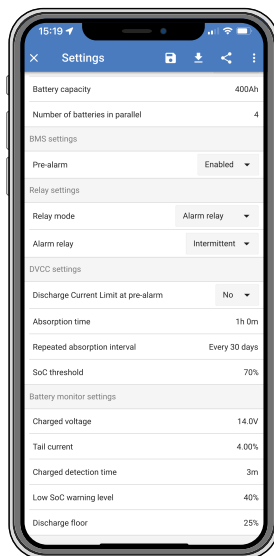 15:19
Settings
Battery capacity 400Ah
Number of batteries in parallel 4
BMS settings
Pre-alarm Enabled
Relay settings
Relay mode Alarm relay
Alarm relay Intermittent
DVCC settings
Discharge Current Limit at pre-alarm No
Absorption time 1h 0m
Repeated absorption interval Every 30 days
SoC threshold 70%
Battery monitor settings
Charged voltage 14.0V
Tail current 4.00%
Charged detection time 3m
Low SoC warning level 40%
Discharge floor 25%